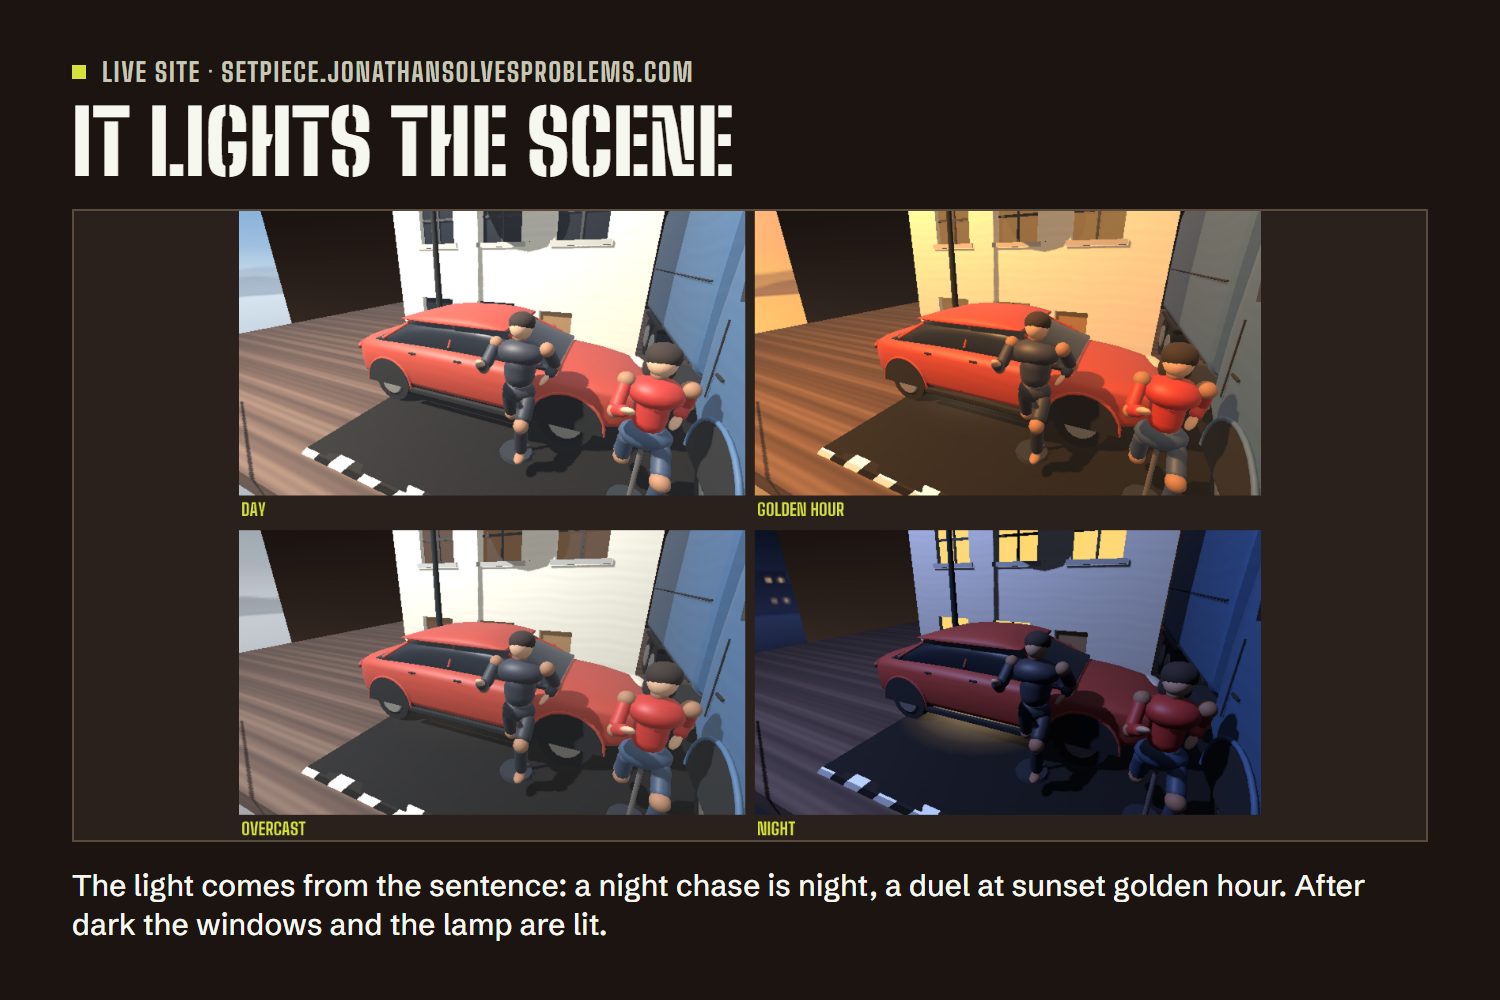 LIVE SITE · SETPIECE.JONATHANSOLVESPROBLEMS.COM
IT LIGHTS THE SCENE
DAY
GOLDEN HOUR
OVERCAST
NIGHT
The light comes from the sentence: a night chase is night, a duel at sunset golden hour. After
dark the windows and the lamp are lit.